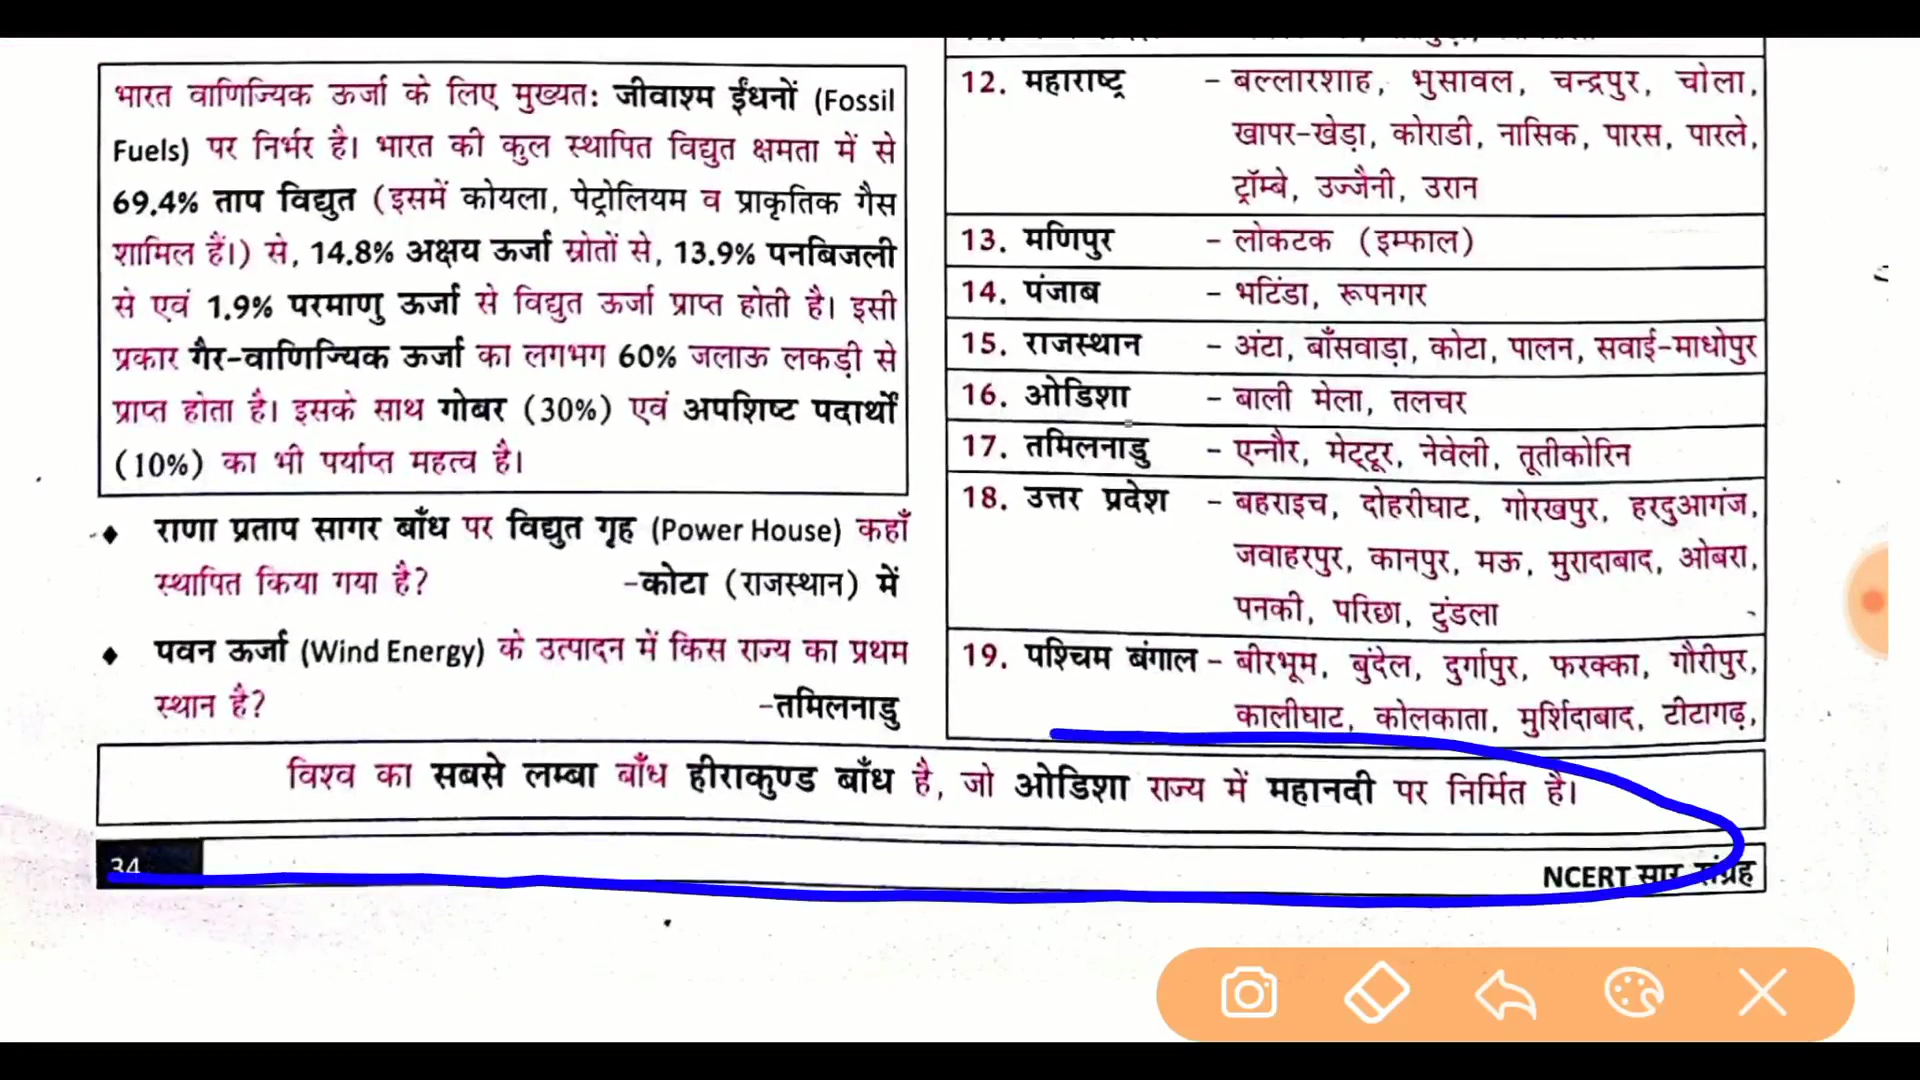 भारत वाणिज्यिक ऊर्जा के लिए मुख्यत: जीवाश्म ईंधनों (Fossil
Fuels) पर निर्भर है। भारत की कुल स्थापित विद्युत क्षमता में से
69.4% ताप विद्युत (इसमें कोयला, पेट्रोलियम व प्राकृतिक गैस
शामिल हैं।) से, 14.8% अक्षय ऊर्जा स्रोतों से, 13.9% पनबिजली
से एवं 1.9% परमाणु ऊर्जा से विद्युत ऊर्जा प्राप्त होती है। इसी
प्रकार गैर-वाणिज्यिक ऊर्जा का लगभग 60% जलाऊ लकड़ी से
प्राप्त होता है। इसके साथ गोबर (30%) एवं अपशिष्ट पदार्थों
(10%) का भी पर्याप्त महत्व है।
♦ राणा प्रताप सागर बाँध पर विद्युत गृह (Power House) कहाँ
स्थापित किया गया है? -कोटा (राजस्थान) में
♦ पवन ऊर्जा (Wind Energy) के उत्पादन में किस राज्य का प्रथम
स्थान है? -तमिलनाडु
12. महाराष्ट्र - बल्लारशाह, भुसावल, चन्द्रपुर, चोला,
खापर-खेड़ा, कोराडी, नासिक, पारस, पारले,
ट्रॉम्बे, उज्जैनी, उरान
13. मणिपुर - लोकटक (इम्फाल)
14. पंजाब - भटिंडा, रूपनगर
15. राजस्थान - अंटा, बाँसवाड़ा, कोटा, पालन, सवाई-माधोपुर
16. ओडिशा - बाली मेला, तलचर
17. तमिलनाडु - एन्नौर, मेट्टूर, नेवेली, तूतीकोरिन
18. उत्तर प्रदेश - बहराइच, दोहरीघाट, गोरखपुर, हरदुआगंज,
जवाहरपुर, कानपुर, मऊ, मुरादाबाद, ओबरा,
पनकी, परिछा, टुंडला
19. पश्चिम बंगाल - बीरभूम, बुंदेल, दुर्गापुर, फरक्का, गौरीपुर,
कालीघाट, कोलकाता, मुर्शिदाबाद, टीटागढ़,
विश्व का सबसे लम्बा बाँध हीराकुण्ड बाँध है, जो ओडिशा राज्य में महानदी पर निर्मित है।
34
NCERT सार संग्रह